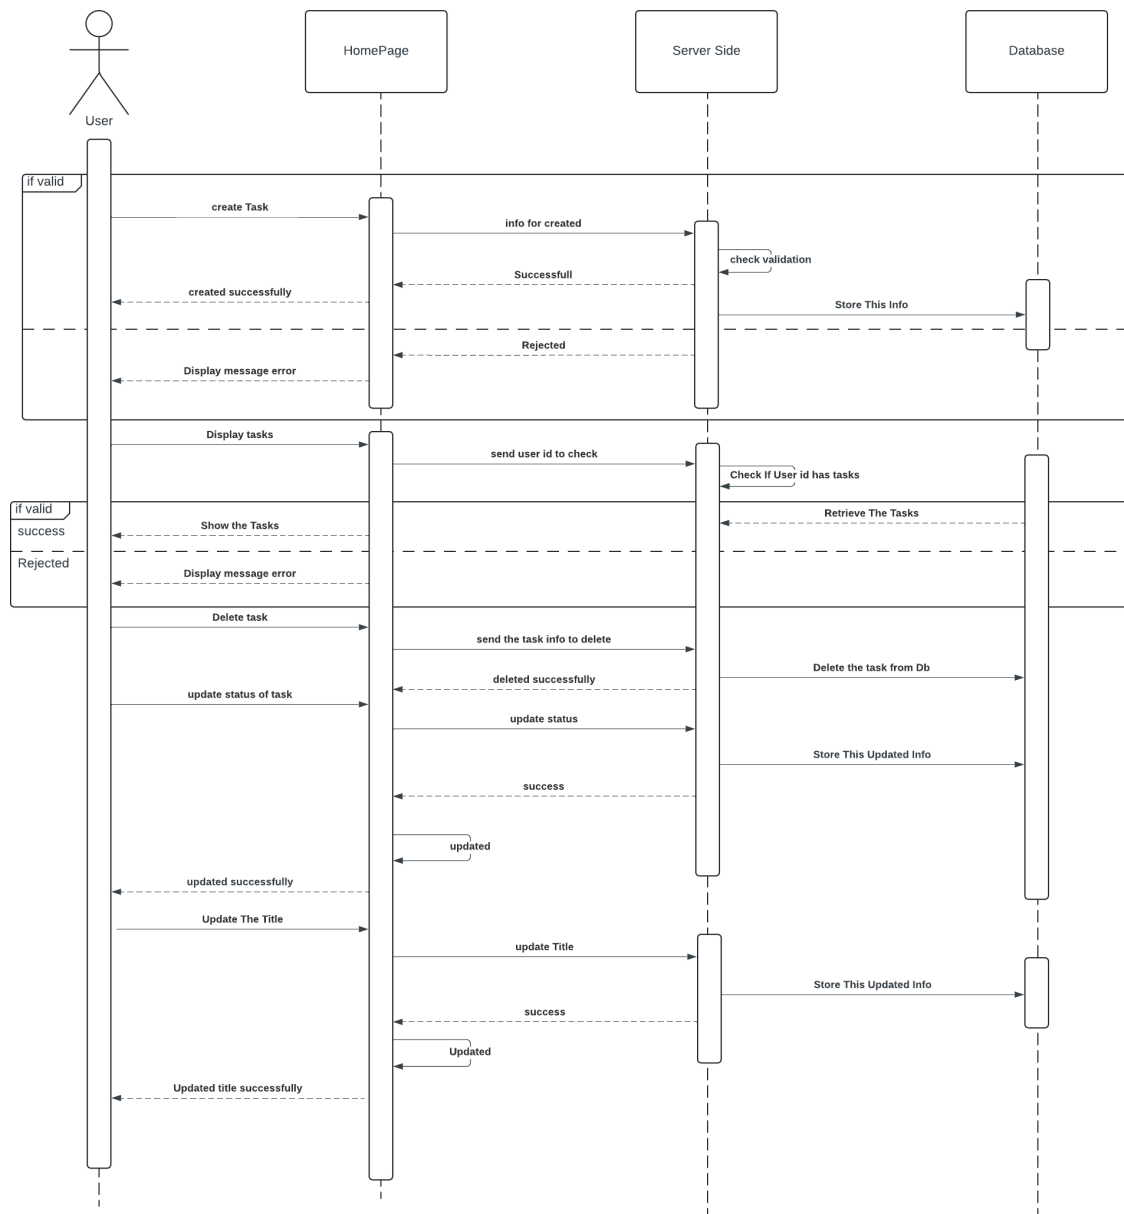 HomePage
Server Side
Database
User
if valid
create Task
info for created
check validation
Successfull
created successfully
Store This Info
Rejected
Display message error
Display tasks
send user id to check
Check If User id has tasks
if valid
Retrieve The Tasks
Show the Tasks
success
Rejected
Display message error
Delete task
send the task info to delete
Delete the task from Db
deleted successfully
update status of task
update status
Store This Updated Info
success
updated
updated successfully
Update The Title
update Title
Store This Updated Info
success
Updated
Updated title successfully